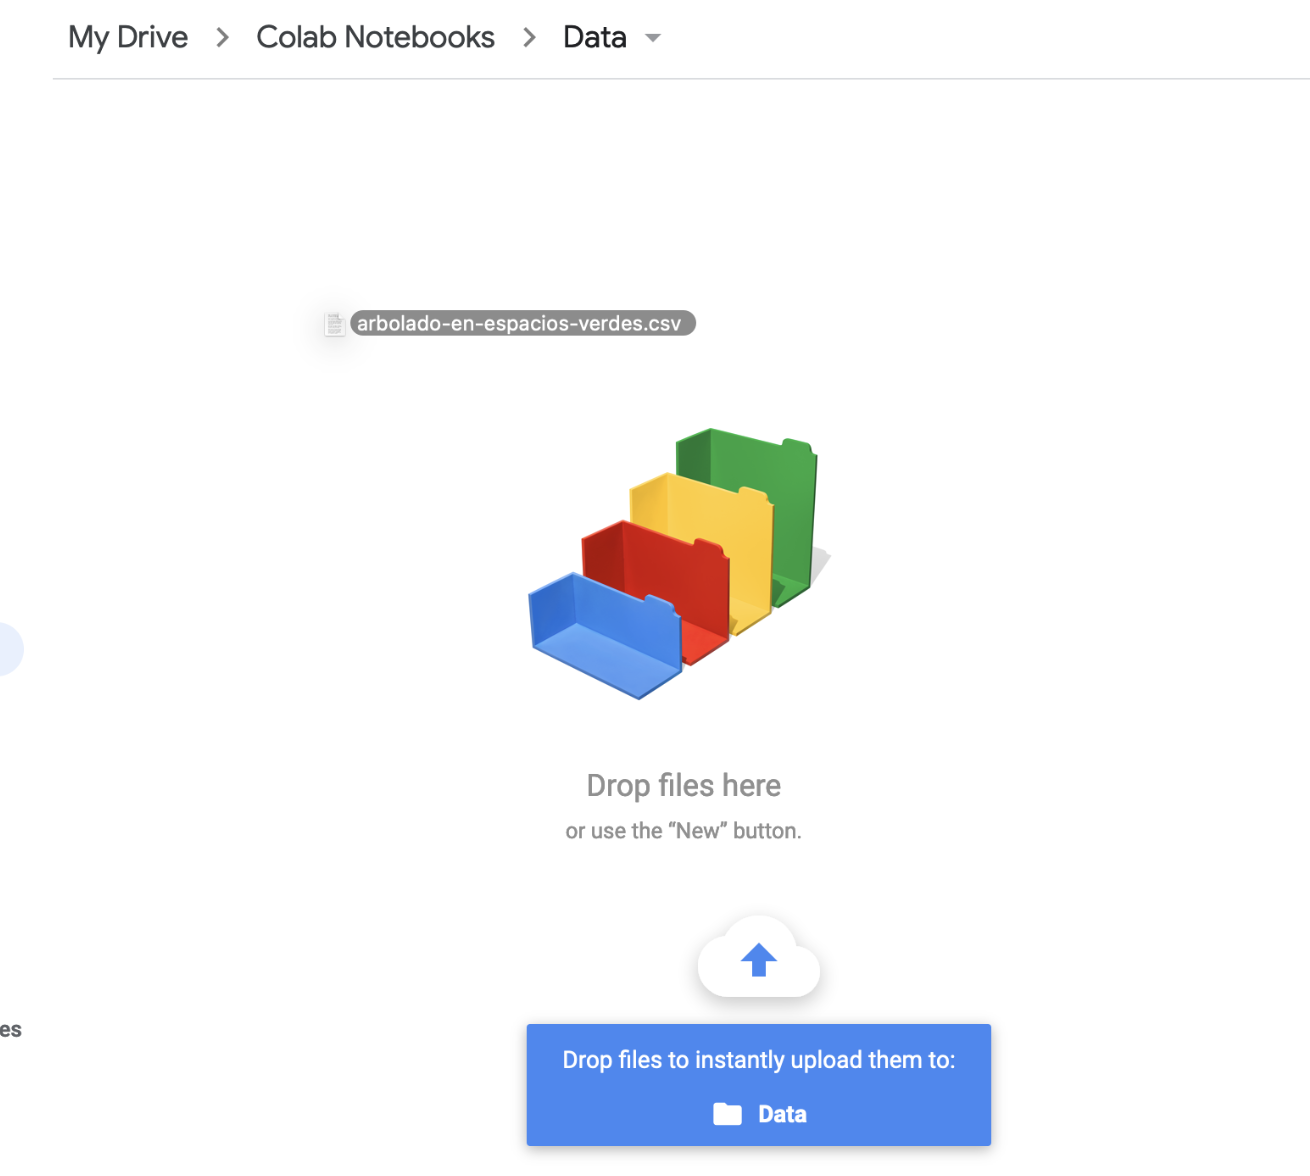 My Drive > Colab Notebooks > Data
arbolado-en-espacios-verdes.csv
Drop files here
or use the “New” button.
es
Drop files to instantly upload them to:
Data